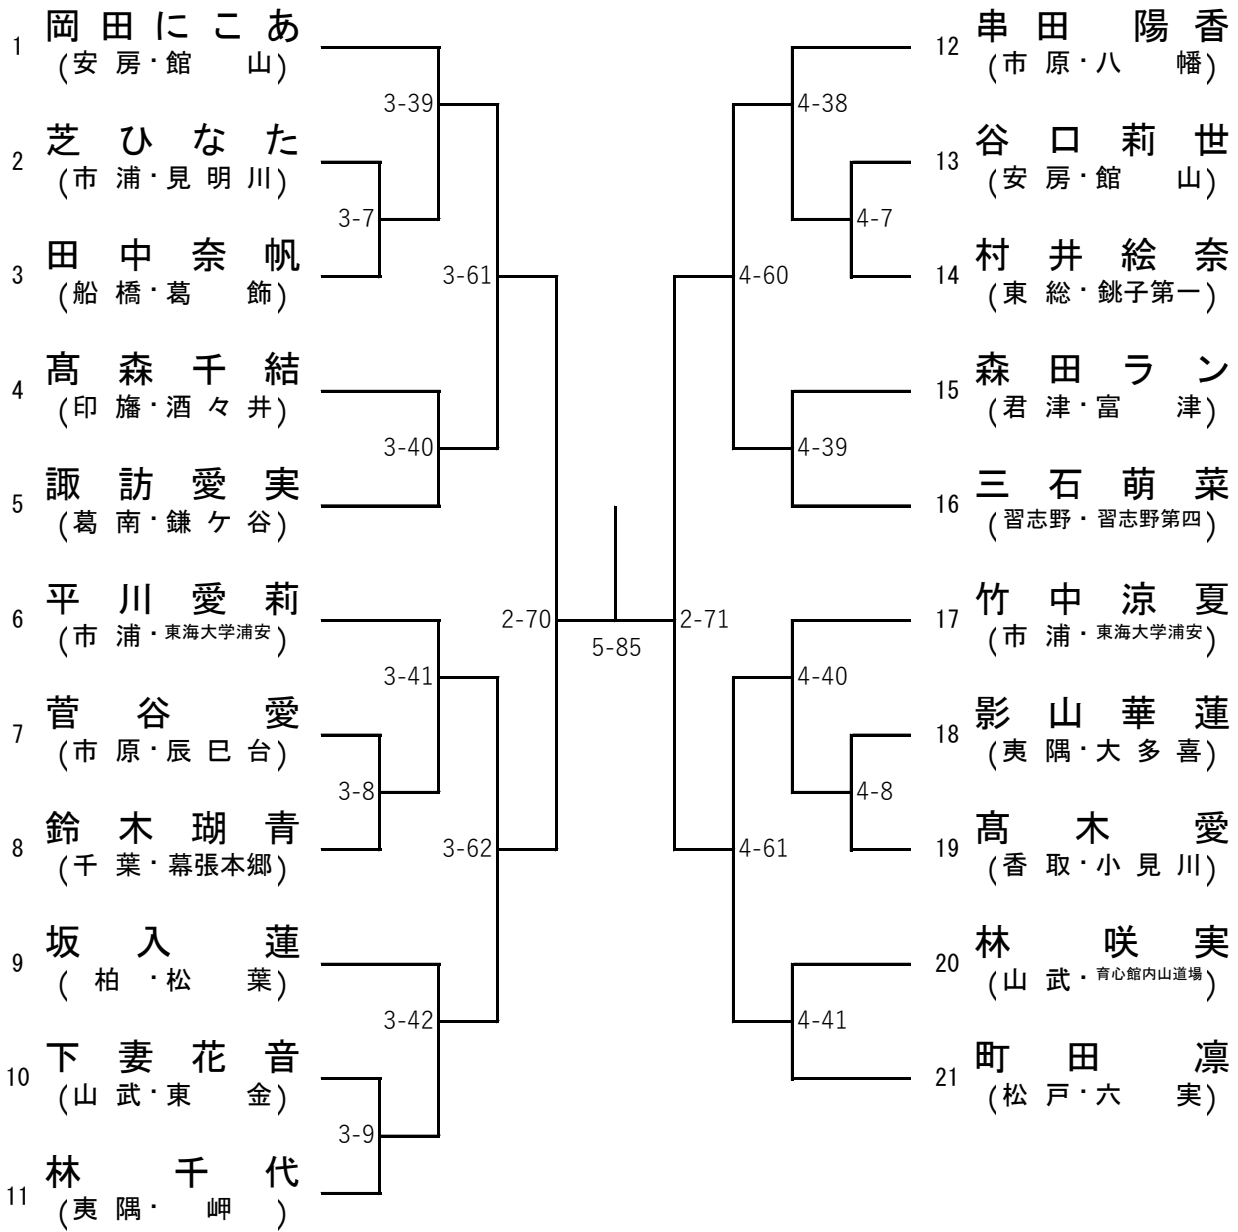 1 岡田にこあ
(安房・館山)
2 芝ひなた
(市浦・見明川)
3 田中奈帆
(船橋・葛飾)
4 髙森千結
(印旛・酒々井)
5 諏訪愛実
(葛南・鎌ケ谷)
6 平川愛莉
(市浦・東海大学浦安)
7 菅谷愛
(市原・辰巳台)
8 鈴木瑚青
(千葉・幕張本郷)
9 坂入蓮
(柏・松葉)
10 下妻花音
(山武・東金)
11 林千代
(夷隅・岬)
3-39
3-7
3-61
3-40
2-70
3-41
3-8
3-62
3-42
3-9
5-85
4-38
4-7
4-60
4-39
2-71
4-40
4-8
4-61
4-41
12 串田陽香
(市原・八幡)
13 谷口莉世
(安房・館山)
14 村井絵奈
(東総・銚子第一)
15 森田ラン
(君津・富津)
16 三石萌菜
(習志野・習志野第四)
17 竹中涼夏
(市浦・東海大学浦安)
18 影山華蓮
(夷隅・大多喜)
19 髙木愛
(香取・小見川)
20 林咲実
(山武・育心館内山道場)
21 町田凛
(松戸・六実)